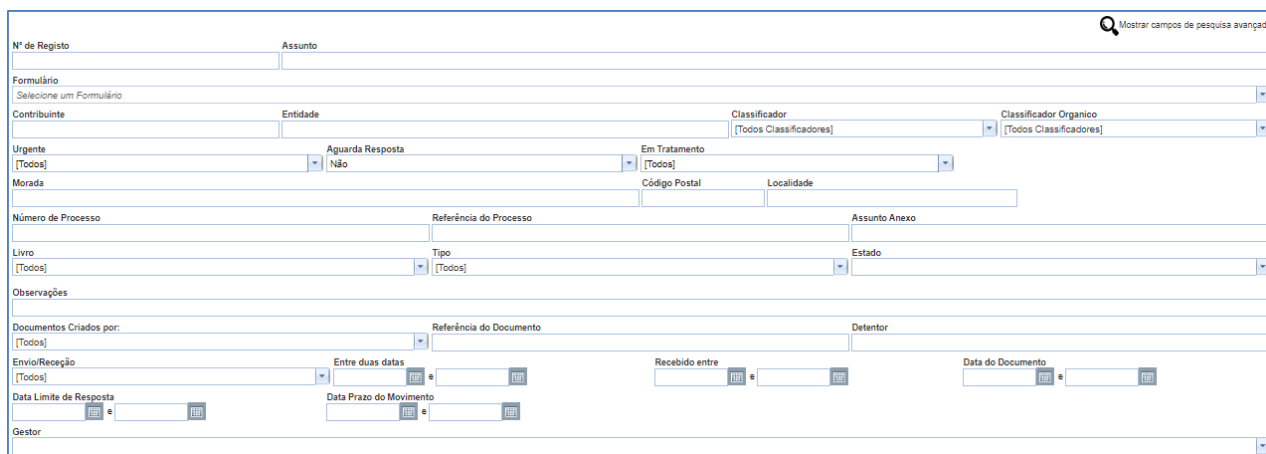 Mostrar campos de pesquisa avançad
Nº de Registo Assunto
Formulário
Selecione um Formulário
Contribuinte Entidade Classificador Classificador Organico
[Todos Classificadores] [Todos Classificadores]
Urgente Aguarda Resposta Em Tratamento
[Todos] Não [Todos]
Morada Código Postal Localidade
Número de Processo Referência do Processo Assunto Anexo
Livro Tipo Estado
[Todos] [Todos]
Observações
Documentos Criados por: Referência do Documento Detentor
[Todos]
Envio/Receção Entre duas datas Recebido entre Data do Documento
[Todos] e e e
Data Limite de Resposta Data Prazo do Movimento
e e
Gestor